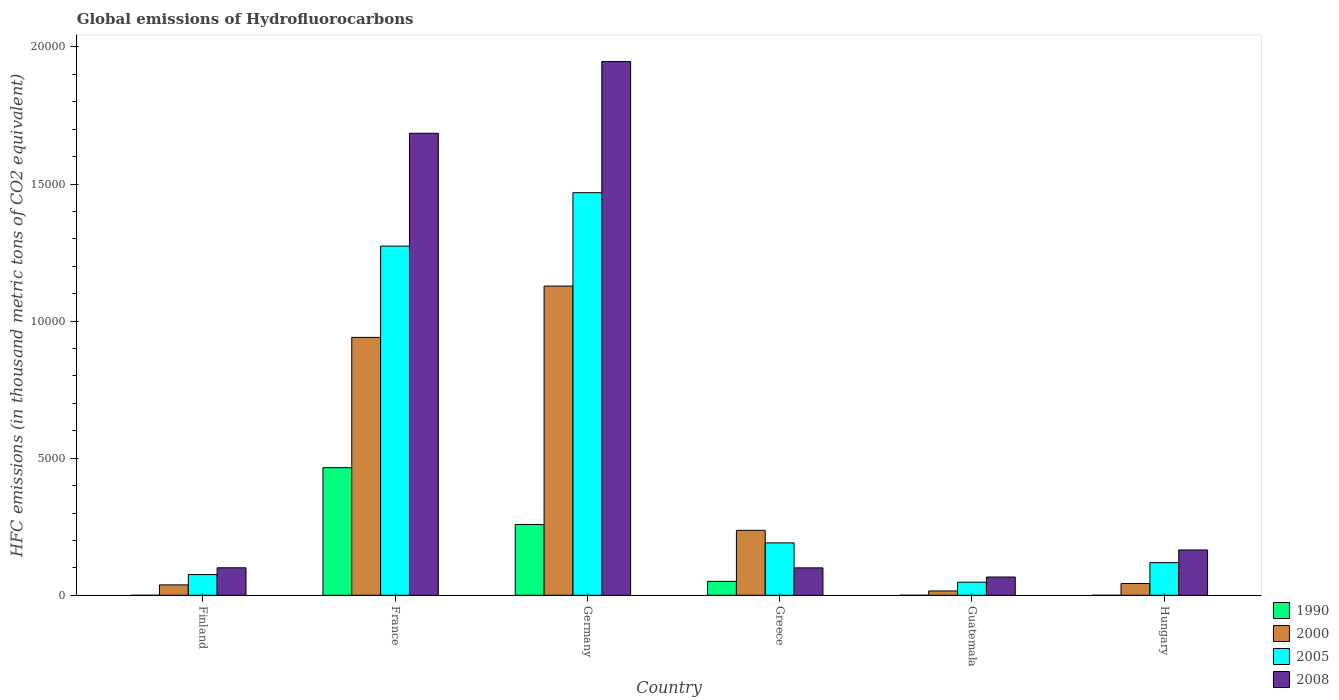 Global emissions of Hydrofluorocarbons
HFC emissions (in thousand metric tons of CO2 equivalent)
20000
15000
10000
5000
0
Finland
France
Germany
Greece
Guatemala
Hungary
Country
1990
2000
2005
2008